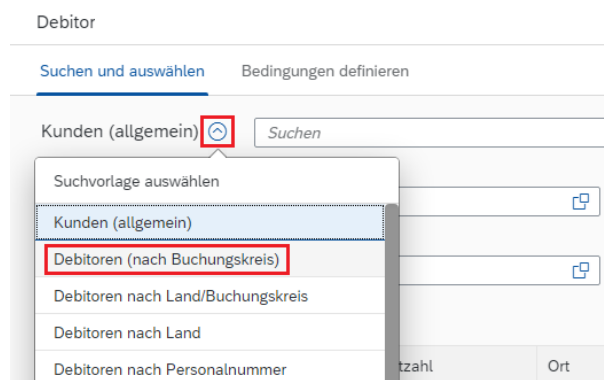 Debitor
Suchen und auswählen Bedingungen definieren
Kunden (allgemein) Suchen
Suchvorlage auswählen
Kunden (allgemein)
Debitoren (nach Buchungskreis)
Debitoren nach Land/Buchungskreis
Debitoren nach Land
Debitoren nach Personalnummer
tzahl Ort